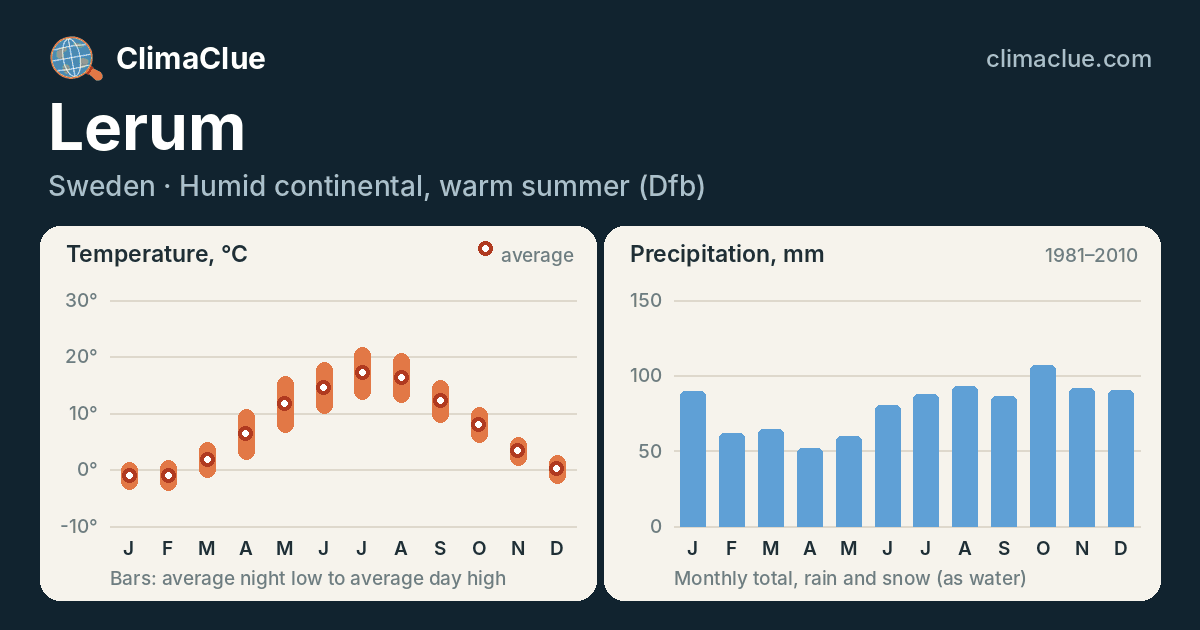 ClimaClue
climaclue.com
Lerum
Sweden · Humid continental, warm summer (Dfb)
Temperature, °C
average
30°
20°
10°
0°
-10°
J F M A M J J A S O N D
Bars: average night low to average day high
Precipitation, mm
1981–2010
150
100
50
0
J F M A M J J A S O N D
Monthly total, rain and snow (as water)